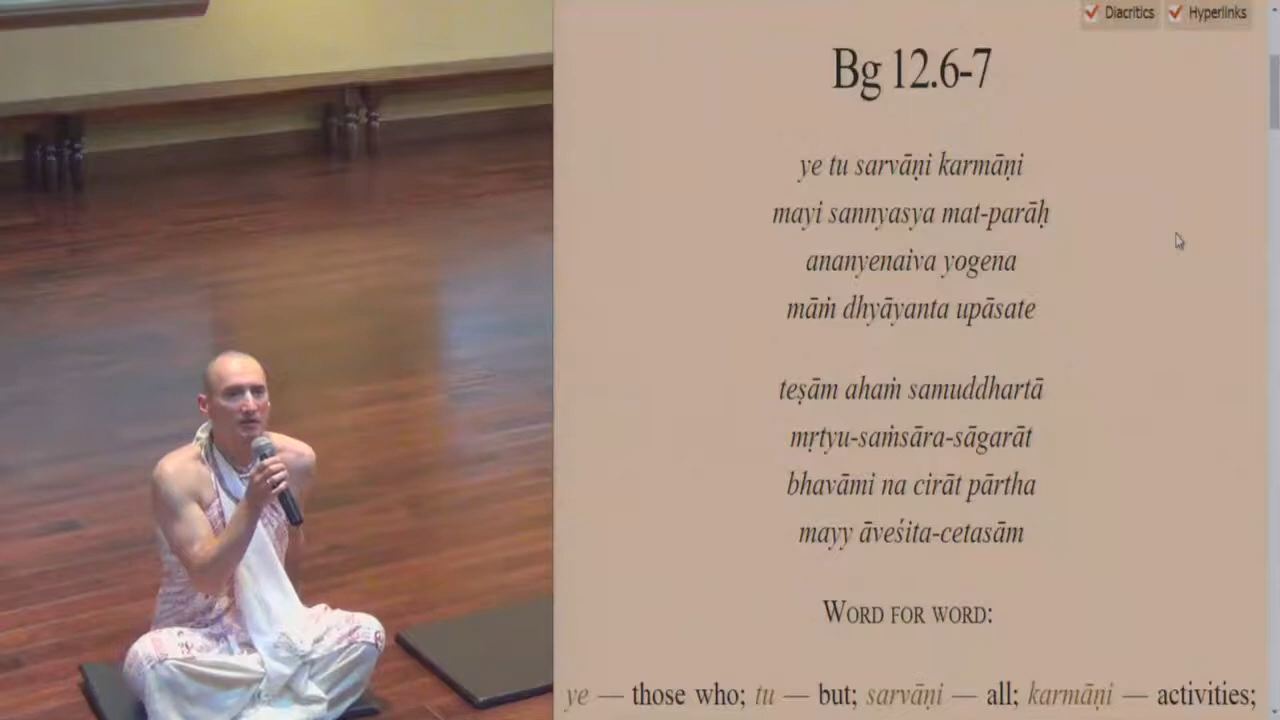 Diacritics Hyperlinks
Bg 12.6-7
ye tu sarvāṇi karmāṇi
mayi sannyasya mat-parāḥ
ananyenaiva yogena
māṁ dhyāyanta upāsate
teṣām ahaṁ samuddhartā
mṛtyu-saṁsāra-sāgarāt
bhavāmi na cirāt pārtha
mayy āveśita-cetasām
WORD FOR WORD:
ye — those who; tu — but; sarvāṇi — all; karmāṇi — activities;